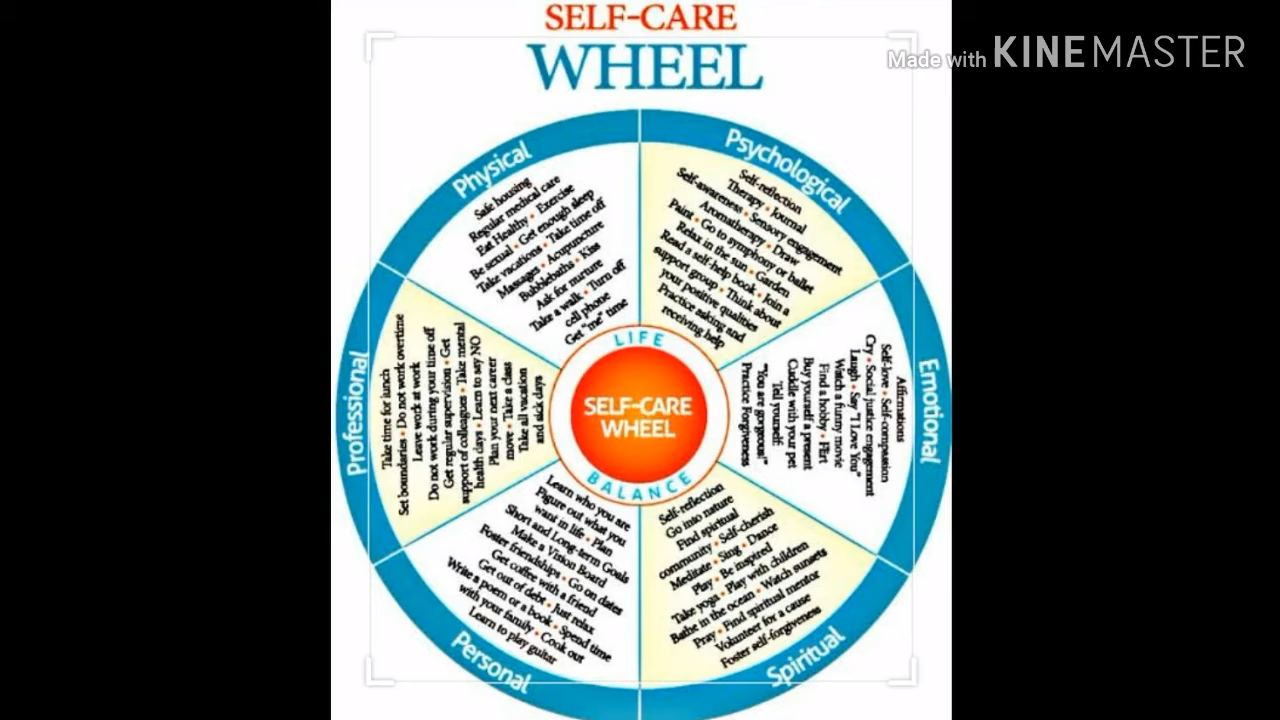 SELF-CARE
WHEEL
Made with KINEMASTER
Physical
Safe housing
Regular medical care
Eat Healthy • Exercise
Be sexual • Get enough sleep
Take vacations • Take time off
Massages • Acupuncture
Bubblebaths • Kiss
Ask for nurture
Take a walk • Turn off
cell phone
Get "me" time
Psychological
Self-reflection
Therapy • Journal
Self-awareness • Sensory engagement
Aromatherapy • Draw
Paint • Go to symphony or ballet
Relax in the sun • Garden
Read a self-help book • Join a
support group • Think about
your positive qualities
Practice asking and
receiving help
Emotional
Affirmations
Self-love • Self-compassion
Cry • Social justice engagement
Laugh • Say "I Love You"
Watch a funny movie
Find a hobby • Flirt
Buy yourself a present
Cuddle with your pet
Tell yourself:
"You are gorgeous!"
Practice Forgiveness
Spiritual
Self-reflection
Go into nature
Find spiritual
community • Self-cherish
Meditate • Sing • Dance
Play • Be inspired
Take yoga • Play with children
Bathe in the ocean • Watch sunsets
Pray • Find spiritual mentor
Volunteer for a cause
Foster self-forgiveness
Personal
Learn who you are
Figure out what you
want in life • Plan
Short and Long-term Goals
Make a Vision Board
Foster friendships • Go on dates
Get coffee with a friend
Get out of debt • Just relax
Write a poem or a book • Spend time
with your family • Cook out
Learn to play guitar
Professional
Take time for lunch
Set boundaries • Do not work overtime
Leave work at work
Do not work during your time off
Get regular supervision • Get
support of colleagues • Take mental
health days • Learn to say NO
Plan your next career
move • Take a class
Take all vacation
and sick days
LIFE
SELF-CARE
WHEEL
BALANCE